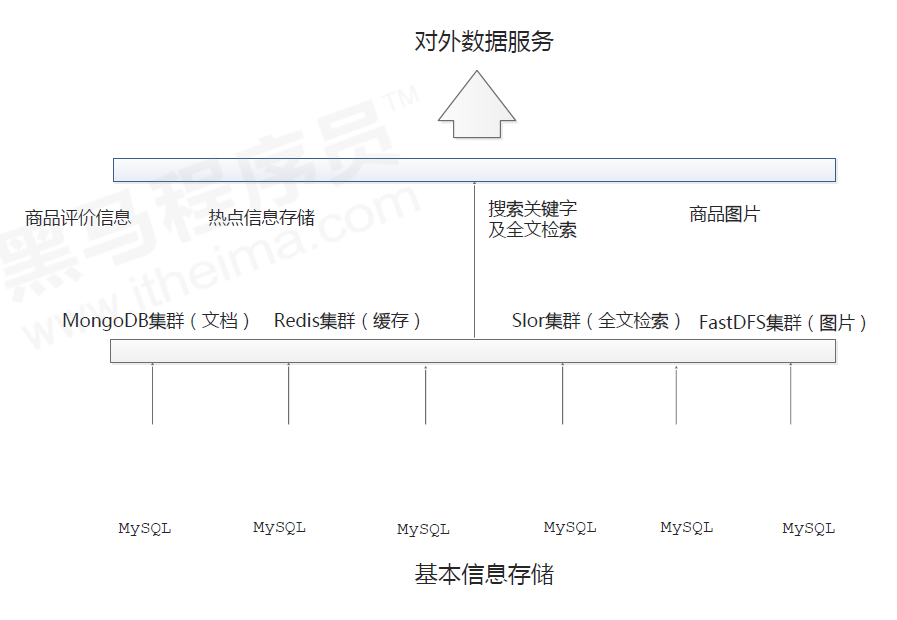 对外数据服务
商品评价信息
热点信息存储
搜索关键字
及全文检索
商品图片
黑马程序员™
www.itheima.com
MongoDB集群（文档）
Redis集群（缓存）
Slor集群（全文检索）
FastDFS集群（图片）
MySQL
MySQL
MySQL
MySQL
MySQL
MySQL
基本信息存储